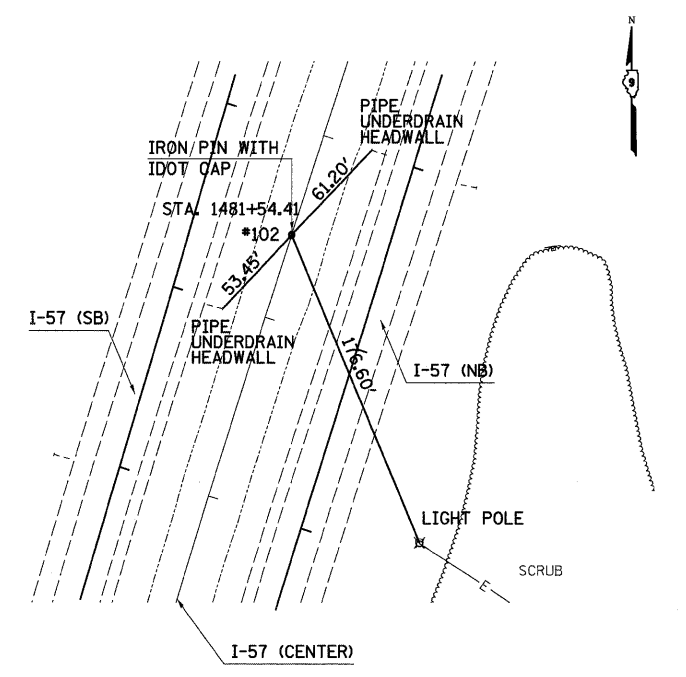 N
9
PIPE
UNDERDRAIN
HEADWALL
IRON PIN WITH
IDOT CAP
61.20'
STA. 1481+54.41
#102
53.45'
I-57 (SB)
PIPE
UNDERDRAIN
HEADWALL
176.60'
I-57 (NB)
LIGHT POLE
E
SCRUB
I-57 (CENTER)